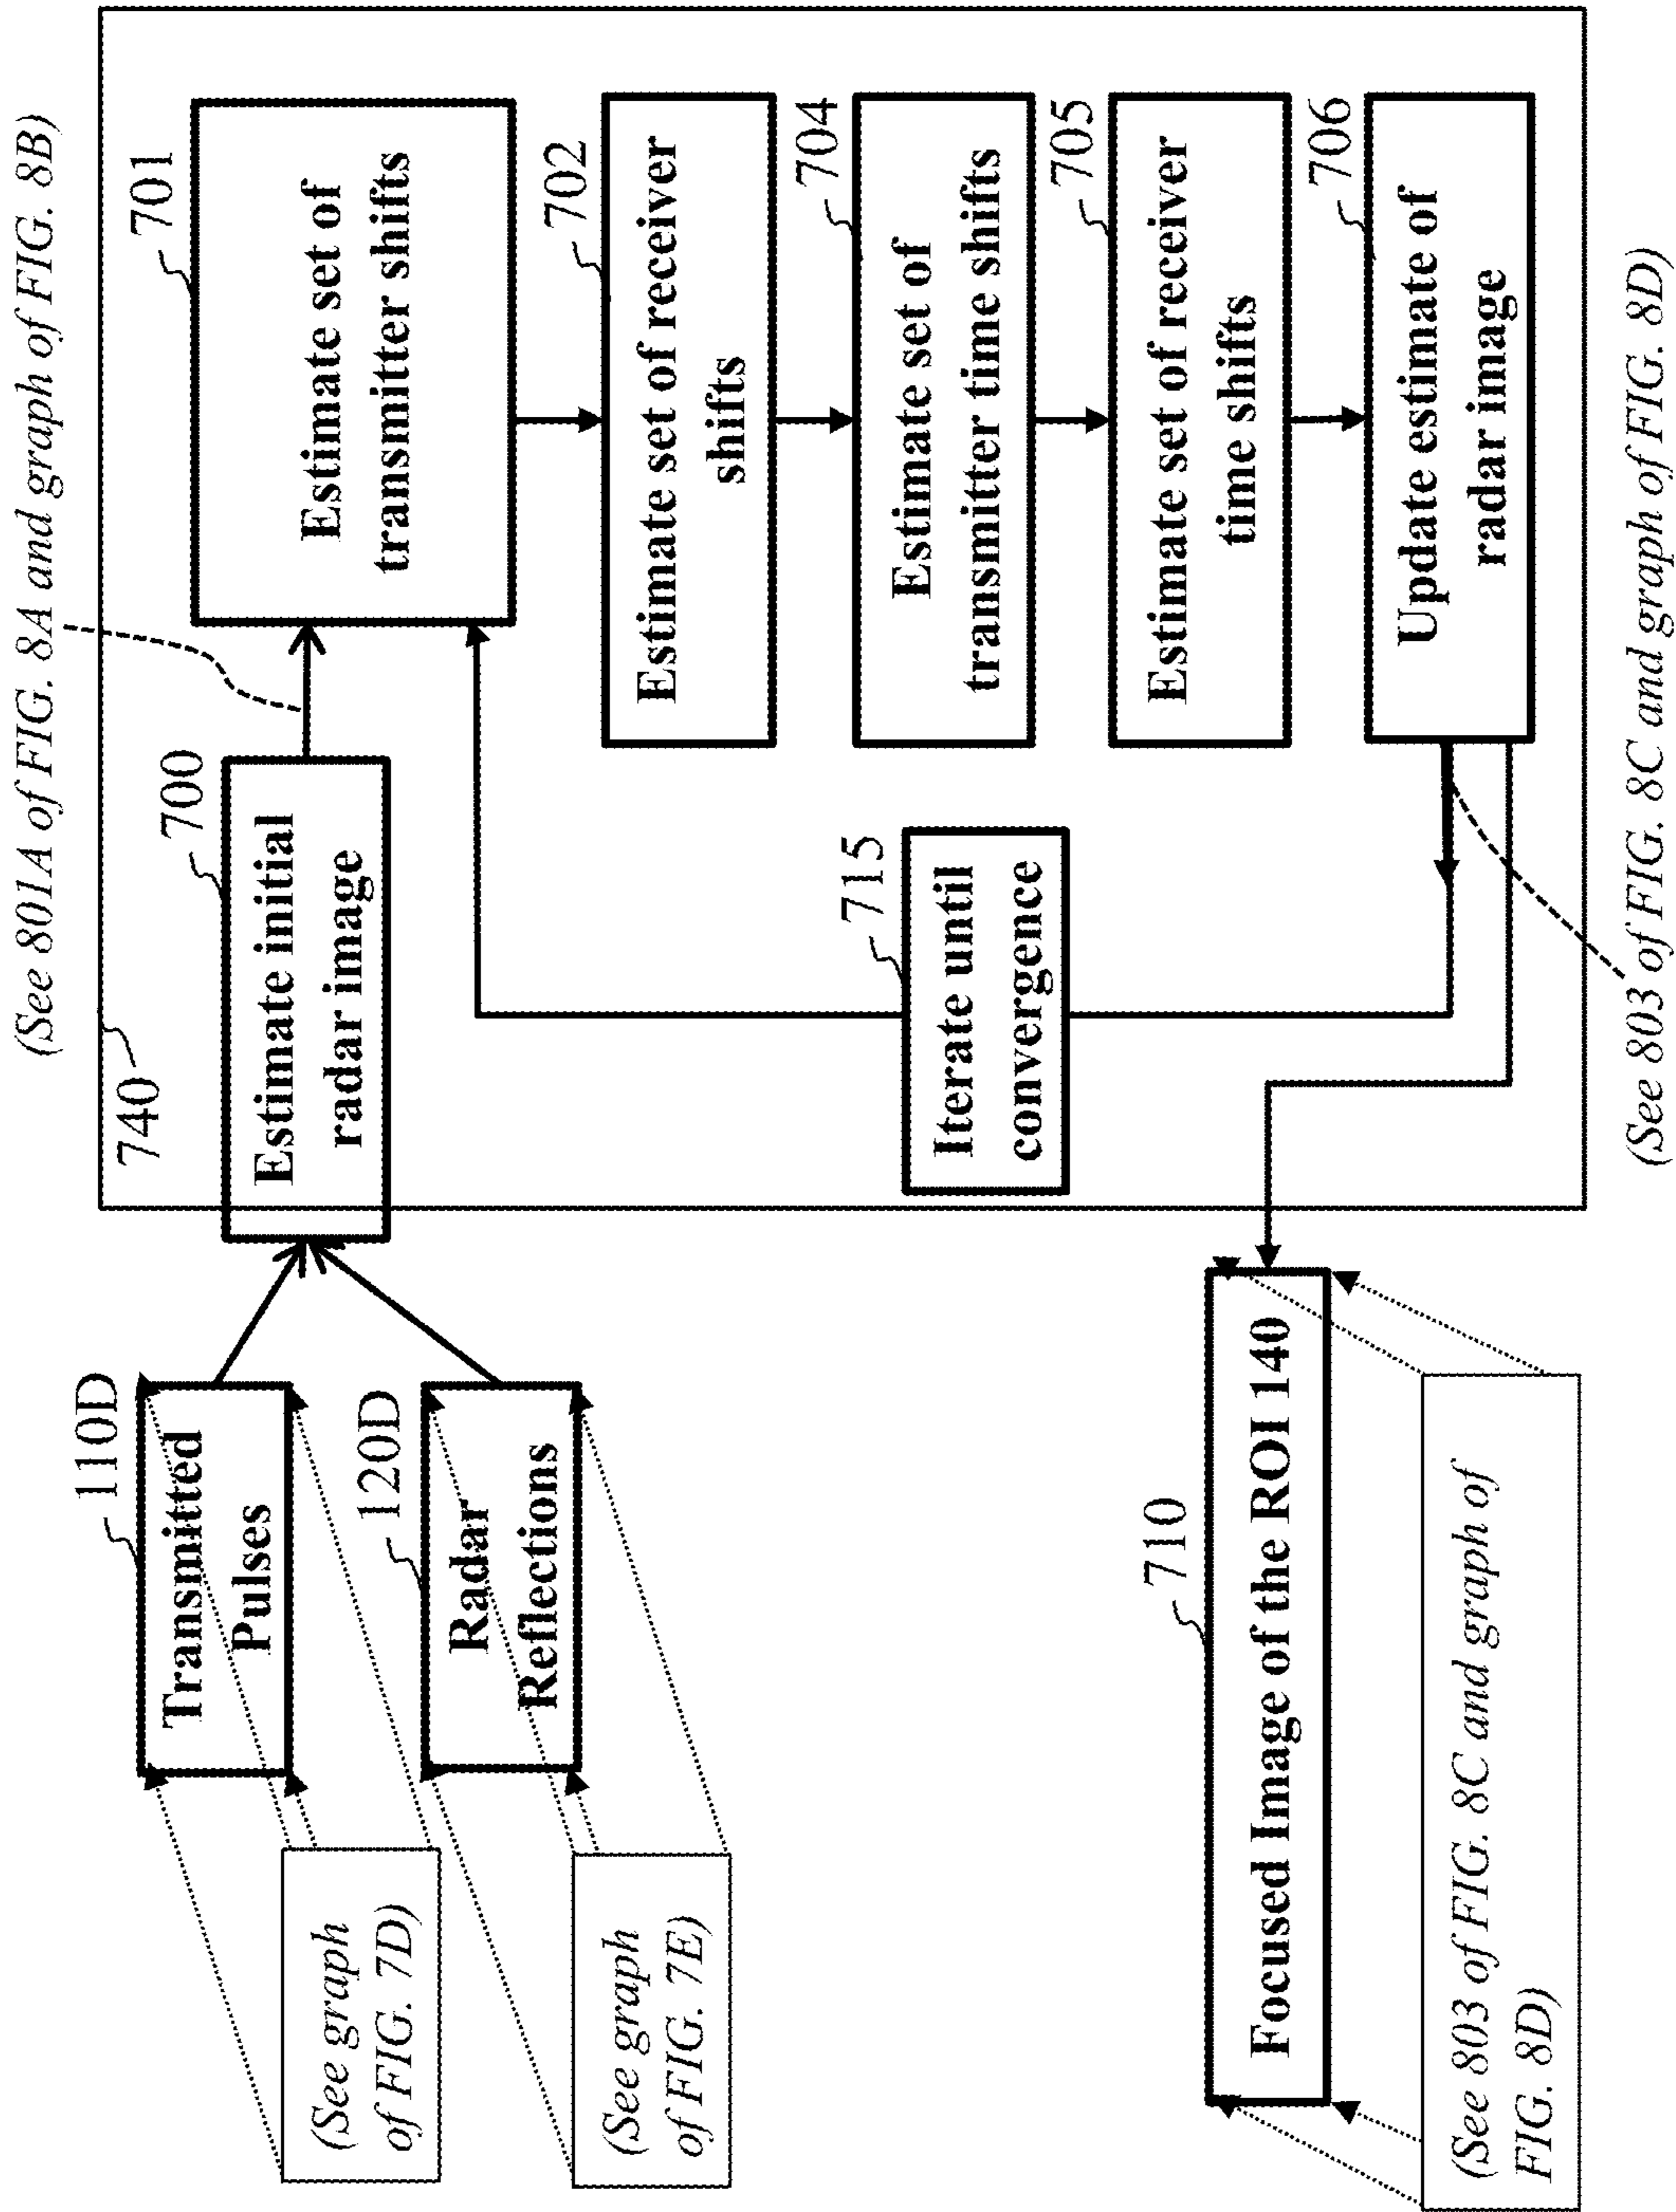 (See 801A of FIG. 8A and graph of FIG. 8B)
740
110D
Transmitted
Pulses
(See graph
of FIG. 7D)
120D
Radar
Reflections
(See graph
of FIG. 7E)
700
Estimate initial
radar image
701
Estimate set of
transmitter shifts
702
Estimate set of receiver
shifts
704
Estimate set of
transmitter time shifts
705
Estimate set of receiver
time shifts
706
Update estimate of
radar image
715
Iterate until
convergence
710
Focused Image of the ROI 140
(See 803 of FIG. 8C and graph of
FIG. 8D)
(See 803 of FIG. 8C and graph of FIG. 8D)